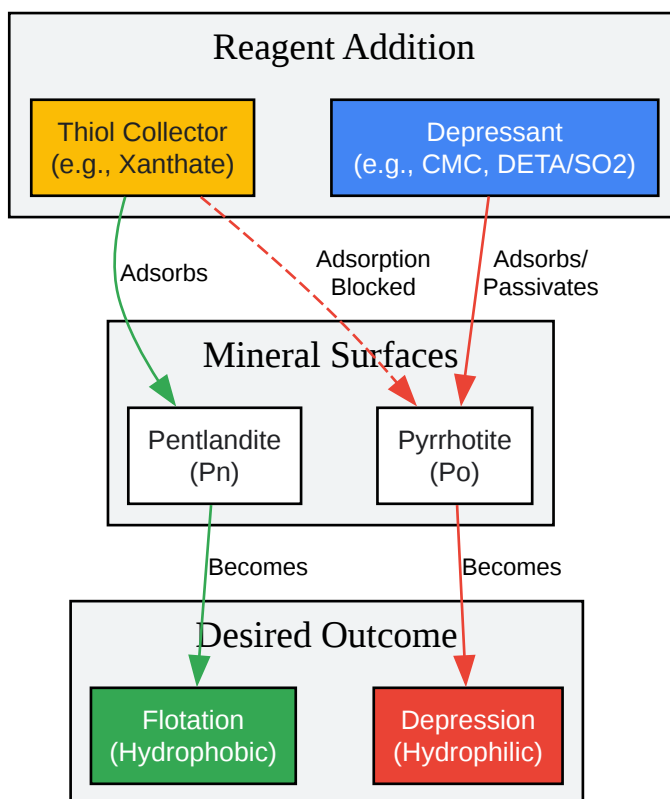 Reagent Addition
Thiol Collector
(e.g., Xanthate)
Depressant
(e.g., CMC, DETA/SO2)
Adsorbs
Adsorption
Blocked
Adsorbs/
Passivates
Mineral Surfaces
Pentlandite
(Pn)
Pyrrhotite
(Po)
Becomes
Becomes
Desired Outcome
Flotation
(Hydrophobic)
Depression
(Hydrophilic)